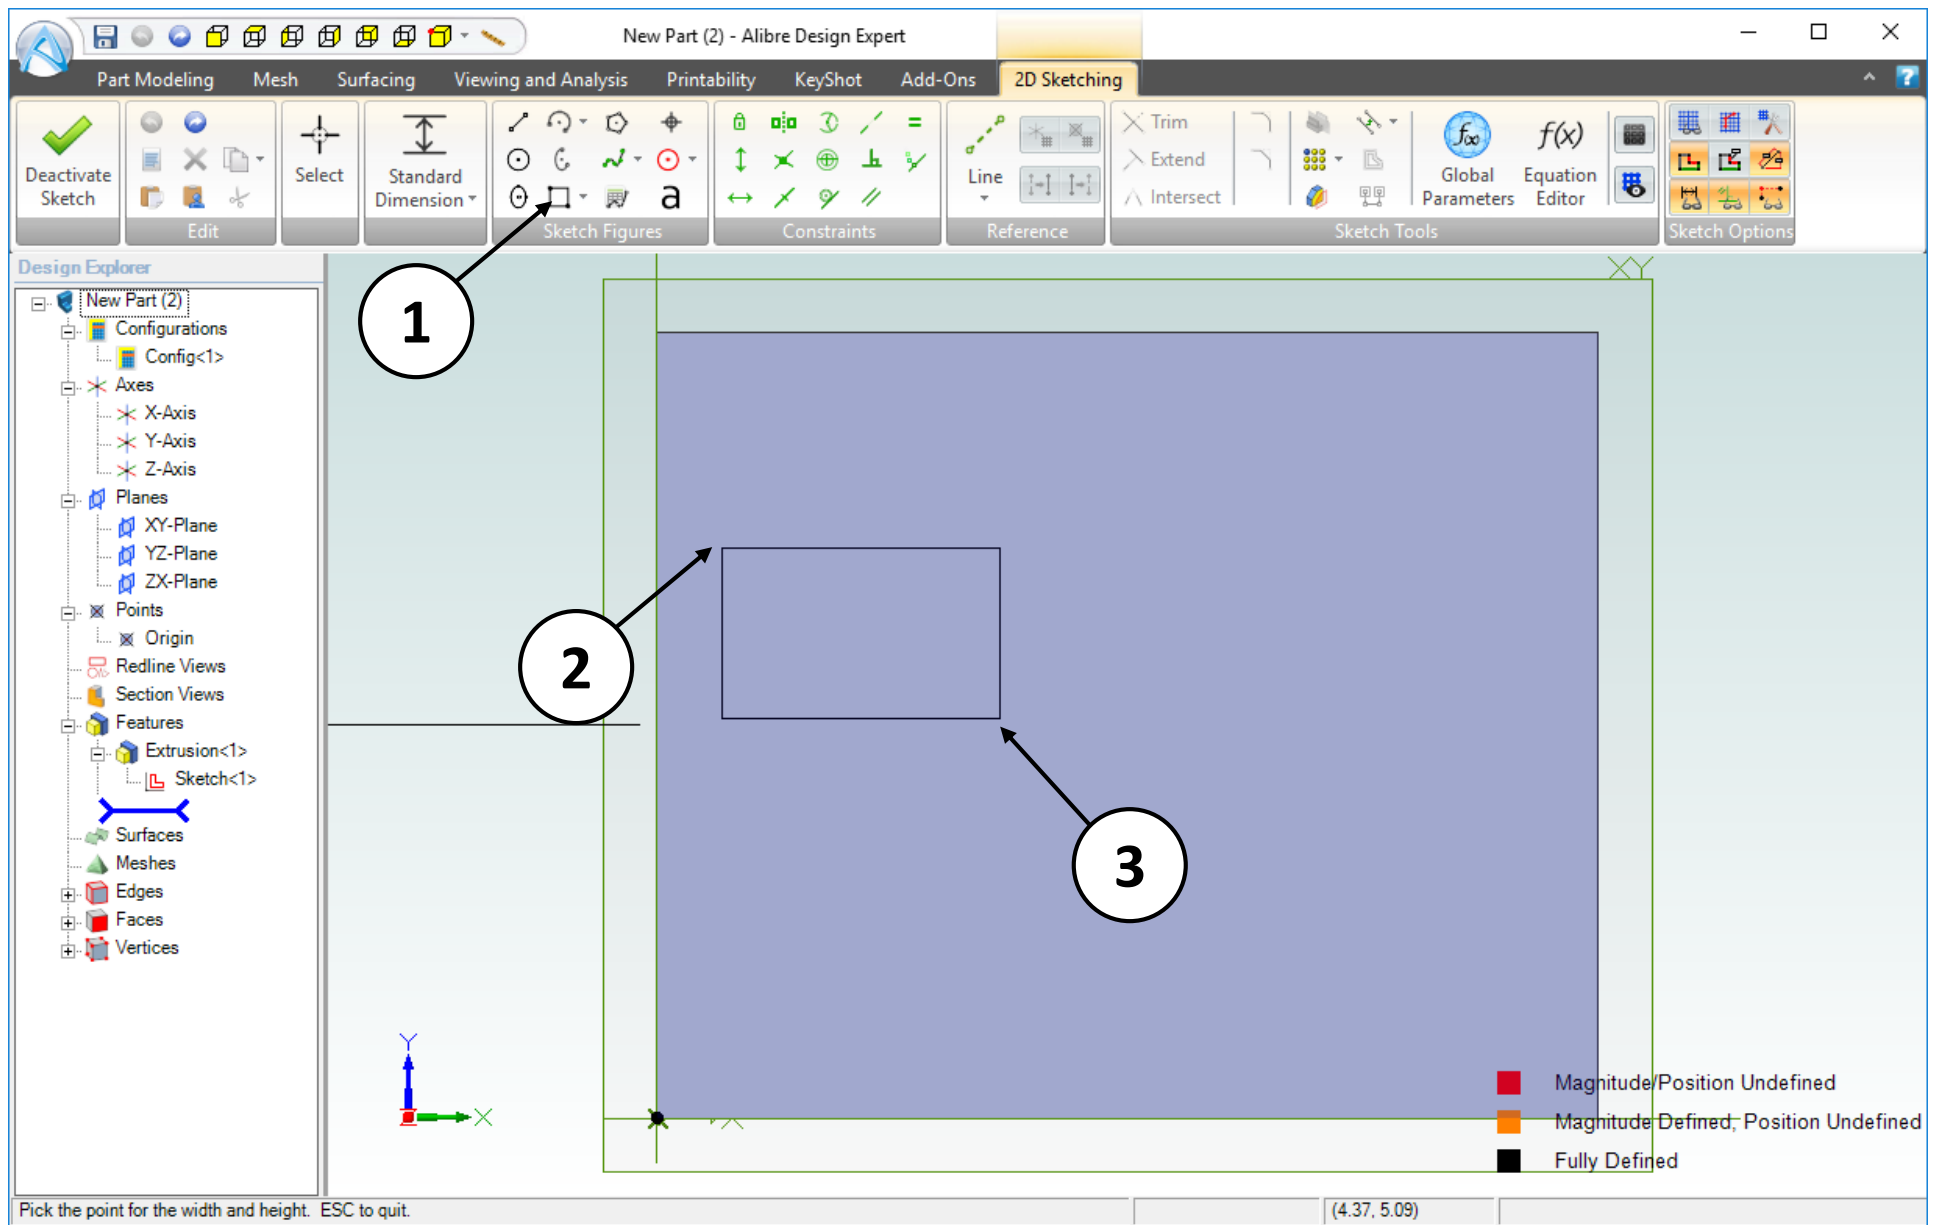 New Part (2) - Alibre Design Expert
Part Modeling Mesh Surfacing Viewing and Analysis Printability KeyShot Add-Ons 2D Sketching
Deactivate Sketch
Edit
Select
Standard Dimension
a
Sketch Figures
Constraints
Line
Reference
Trim
Extend
Intersect
Global Parameters
f(x)
Equation Editor
Sketch Tools
Sketch Options
Design Explorer
New Part (2)
Configurations
Config<1>
Axes
X-Axis
Y-Axis
Z-Axis
Planes
XY-Plane
YZ-Plane
ZX-Plane
Points
Origin
Redline Views
Section Views
Features
Extrusion<1>
Sketch<1>
Surfaces
Meshes
Edges
Faces
Vertices
XY
1
2
3
Y
X
Magnitude/Position Undefined
Magnitude Defined, Position Undefined
Fully Defined
Pick the point for the width and height. ESC to quit.
(4.37, 5.09)